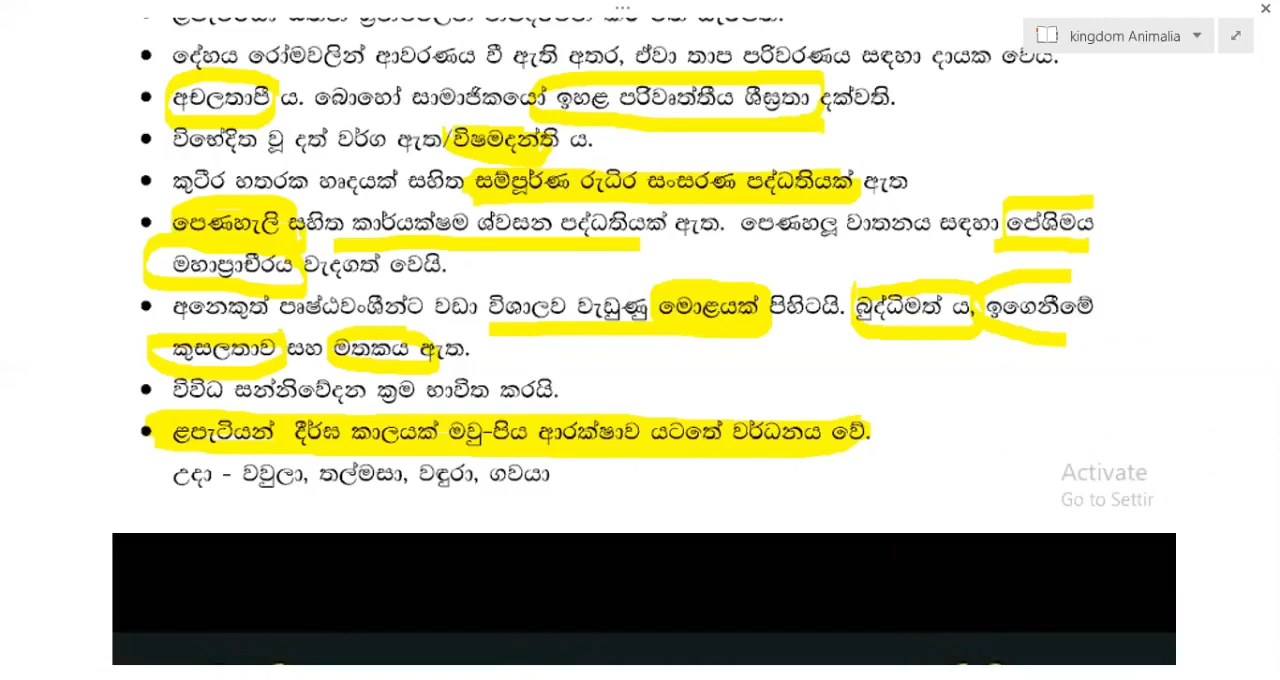 kingdom Animalia
• දේහය රෝමවලින් ආවරණය වී ඇති අතර, ඒවා තාප පරිවරණය සඳහා දායක වෙය.
• අචලතාපී ය. බොහෝ සාමාජිකයෝ ඉහළ පරිවෘත්තීය ශීඝ්‍රතා දක්වති.
• විභේදිත වූ දත් වර්ග ඇත/විෂමදන්ති ය.
• කුටීර හතරක හෘදයක් සහිත සම්පූර්ණ රුධිර සංසරණ පද්ධතියක් ඇත
• පෙණහැලි සහිත කාර්යක්ෂම ශ්වසන පද්ධතියක් ඇත. පෙණහලූ වාතනය සඳහා පේශිමය
මහාප්‍රාචීරය වැදගත් වෙයි.
• අනෙකුත් පෘෂ්ඨවංශීන්ට වඩා විශාලව වැඩුණු මොළයක් පිහිටයි. බුද්ධිමත් ය, ඉගෙනීමේ
කුසලතාව සහ මතකය ඇත.
• විවිධ සන්නිවේදන ක්‍රම භාවිත කරයි.
• ළපැටියන් දීර්ඝ කාලයක් මවු-පිය ආරක්ෂාව යටතේ වර්ධනය වේ.
උදා - වවුලා, තල්මසා, වඳුරා, ගවයා
Activate
Go to Settir